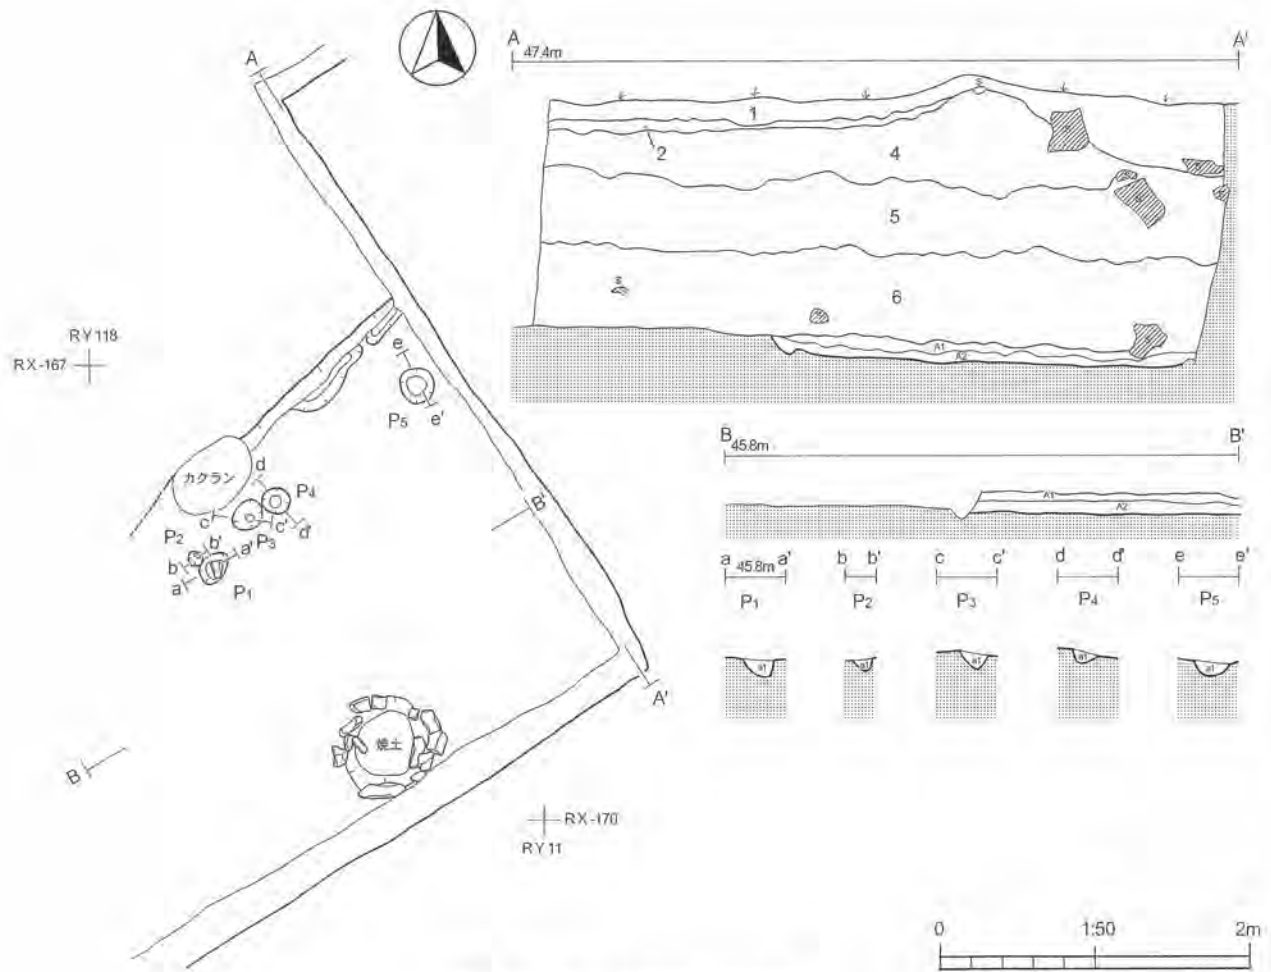 A
A'
47.4m
S
1
2
4
5
6
S
A1
A2
RY118
RX-167
e
P5
e'
カクラン
d
P4
c
c'
d'
P3
P2
b'
a'
b
a
P1
B'
A
A'
焼土
B
RX-170
RY11
B
B'
45.8m
A1
A2
a
a'
b
b'
c
c'
d
d'
e
e'
45.8m
P1
P2
P3
P4
P5
a1
a1
a1
a1
a1
0
1:50
2m